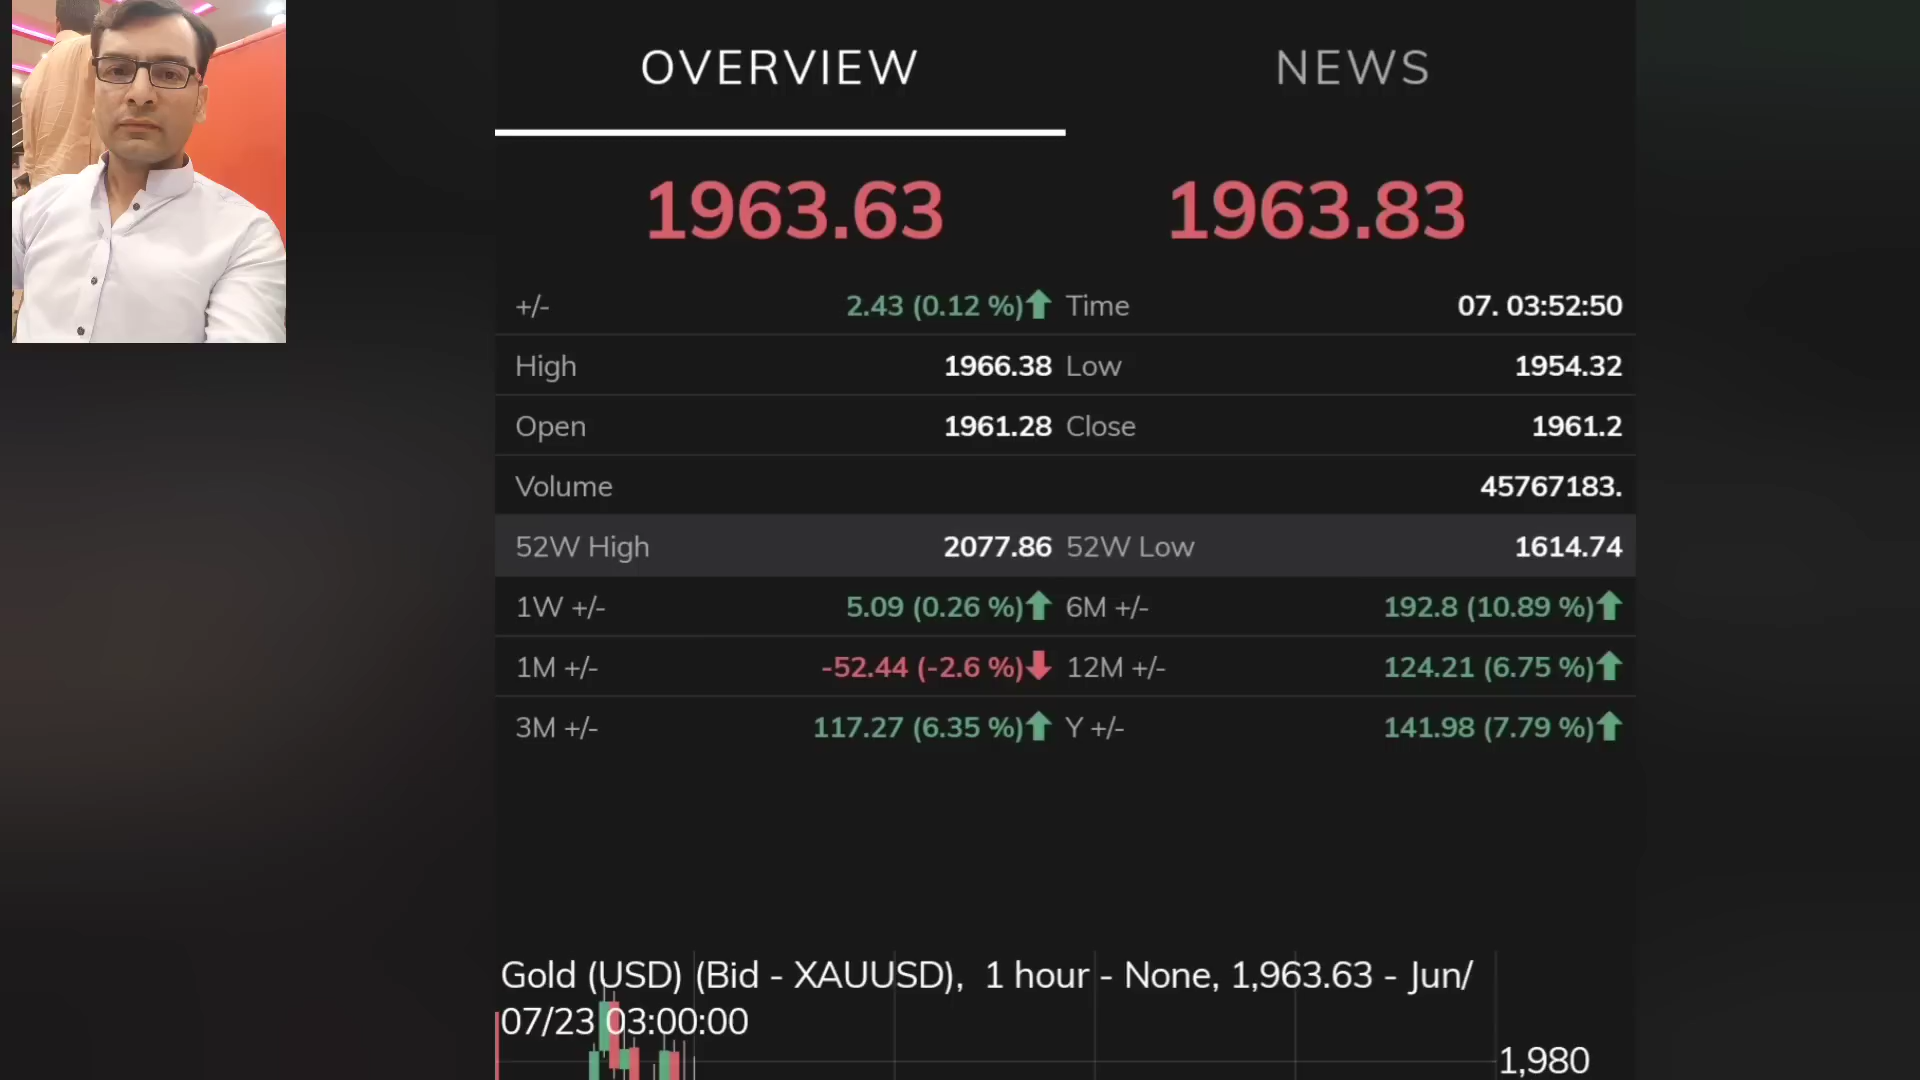 OVERVIEW NEWS
1963.63 1963.83
+/- 2.43 (0.12 %) Time 07. 03:52:50
High 1966.38 Low 1954.32
Open 1961.28 Close 1961.2
Volume 45767183.
52W High 2077.86 52W Low 1614.74
1W +/- 5.09 (0.26 %) 6M +/- 192.8 (10.89 %)
1M +/- -52.44 (-2.6 %) 12M +/- 124.21 (6.75 %)
3M +/- 117.27 (6.35 %) Y +/- 141.98 (7.79 %)
Gold (USD) (Bid - XAUUSD), 1 hour - None, 1,963.63 - Jun/
07/23 03:00:00
1,980